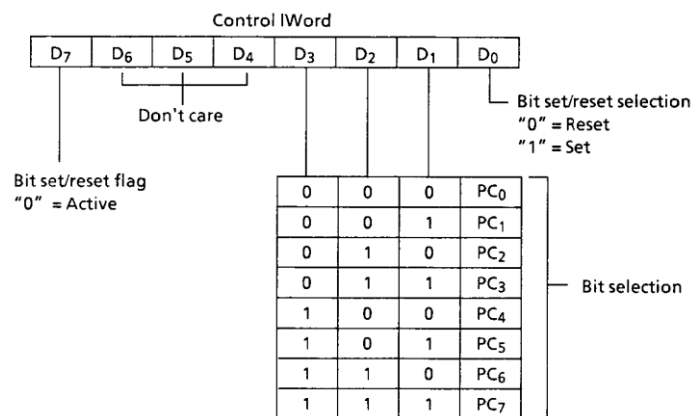 Control IWord
D7 D6 D5 D4 D3 D2 D1 D0
Don't care
Bit set/reset selection
"0" = Reset
"1" = Set
Bit set/reset flag
"0" = Active
0 0 0 PC0
0 0 1 PC1
0 1 0 PC2
0 1 1 PC3
1 0 0 PC4
1 0 1 PC5
1 1 0 PC6
1 1 1 PC7
Bit selection